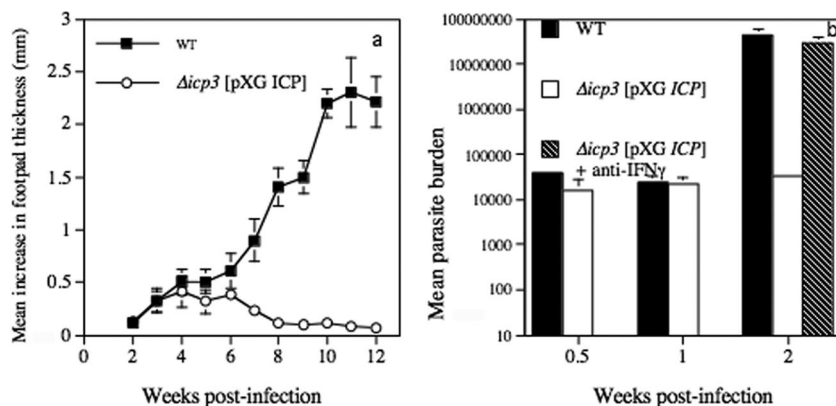 a
WT
Δicp3 [pXG ICP]
3
2.5
2
1.5
1
0.5
0
Mean increase in footpad thickness (mm)
0 2 4 6 8 10 12
Weeks post-infection
b
WT
Δicp3 [pXG ICP]
Δicp3 [pXG ICP]
+ anti-IFNγ
100000000
10000000
100000
10000
1000
100
10
Mean parasite burden
0.5 1 2
Weeks post-infection